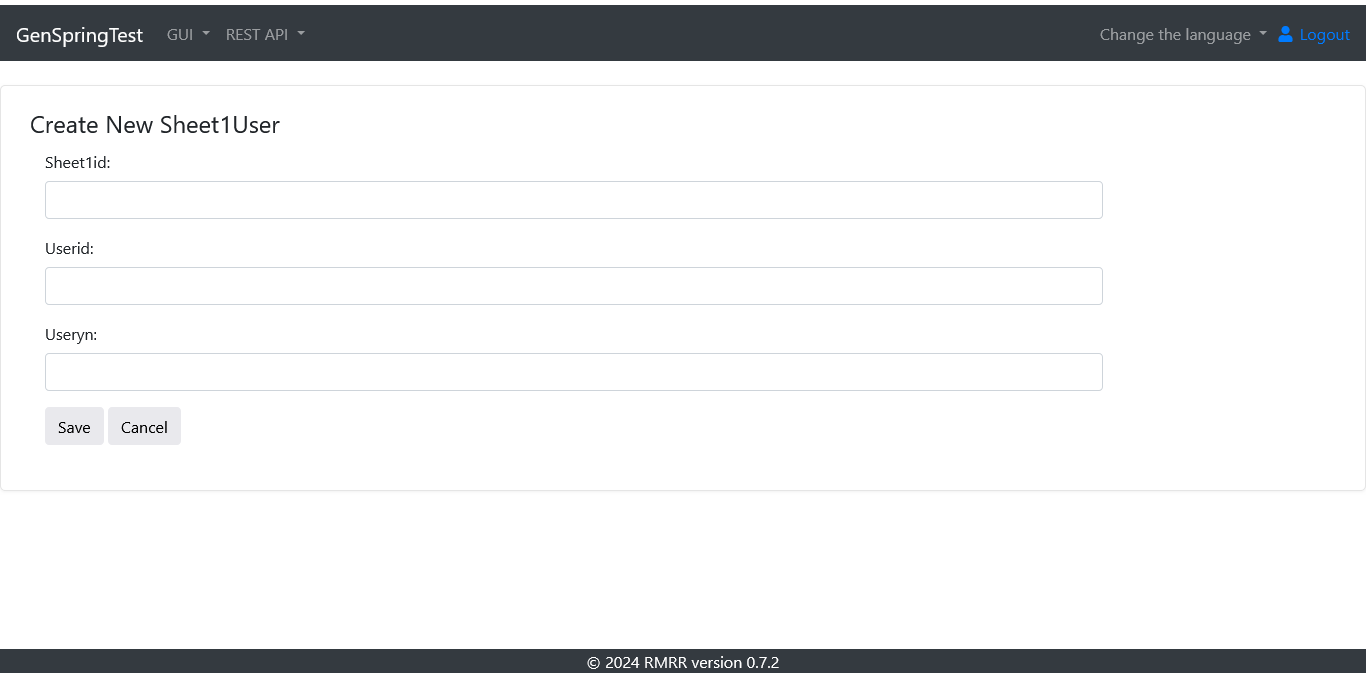 GenSpringTest GUI REST API Change the language Logout
Create New Sheet1User
Sheet1id:
Userid:
Useryn:
Save Cancel
© 2024 RMRR version 0.7.2